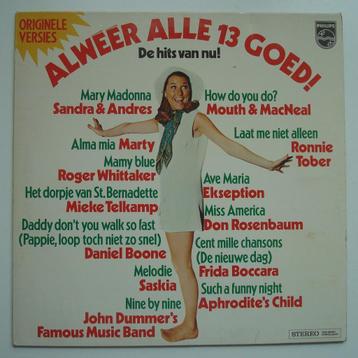 ORIGINELE
VERSIES
ALWEER ALLE 13 GOED!
De hits van nu!
PHILIPS
Mary Madonna
Sandra & Andres
Alma mia Marty
Mamy blue
Roger Whittaker
Het dorpje van St. Bernadette
Mieke Telkamp
Daddy don't you walk so fast
(Pappie, loop toch niet zo snel)
Daniel Boone
Melodie
Saskia
Nine by nine
John Dummer's
Famous Music Band
How do you do?
Mouth & MacNeal
Laat me niet alleen
Ronnie
Tober
Ave Maria
Ekseption
Miss America
Don Rosenbaum
Cent mille chansons
(De nieuwe dag)
Frida Boccara
Such a funny night
Aphrodite's Child
STEREO